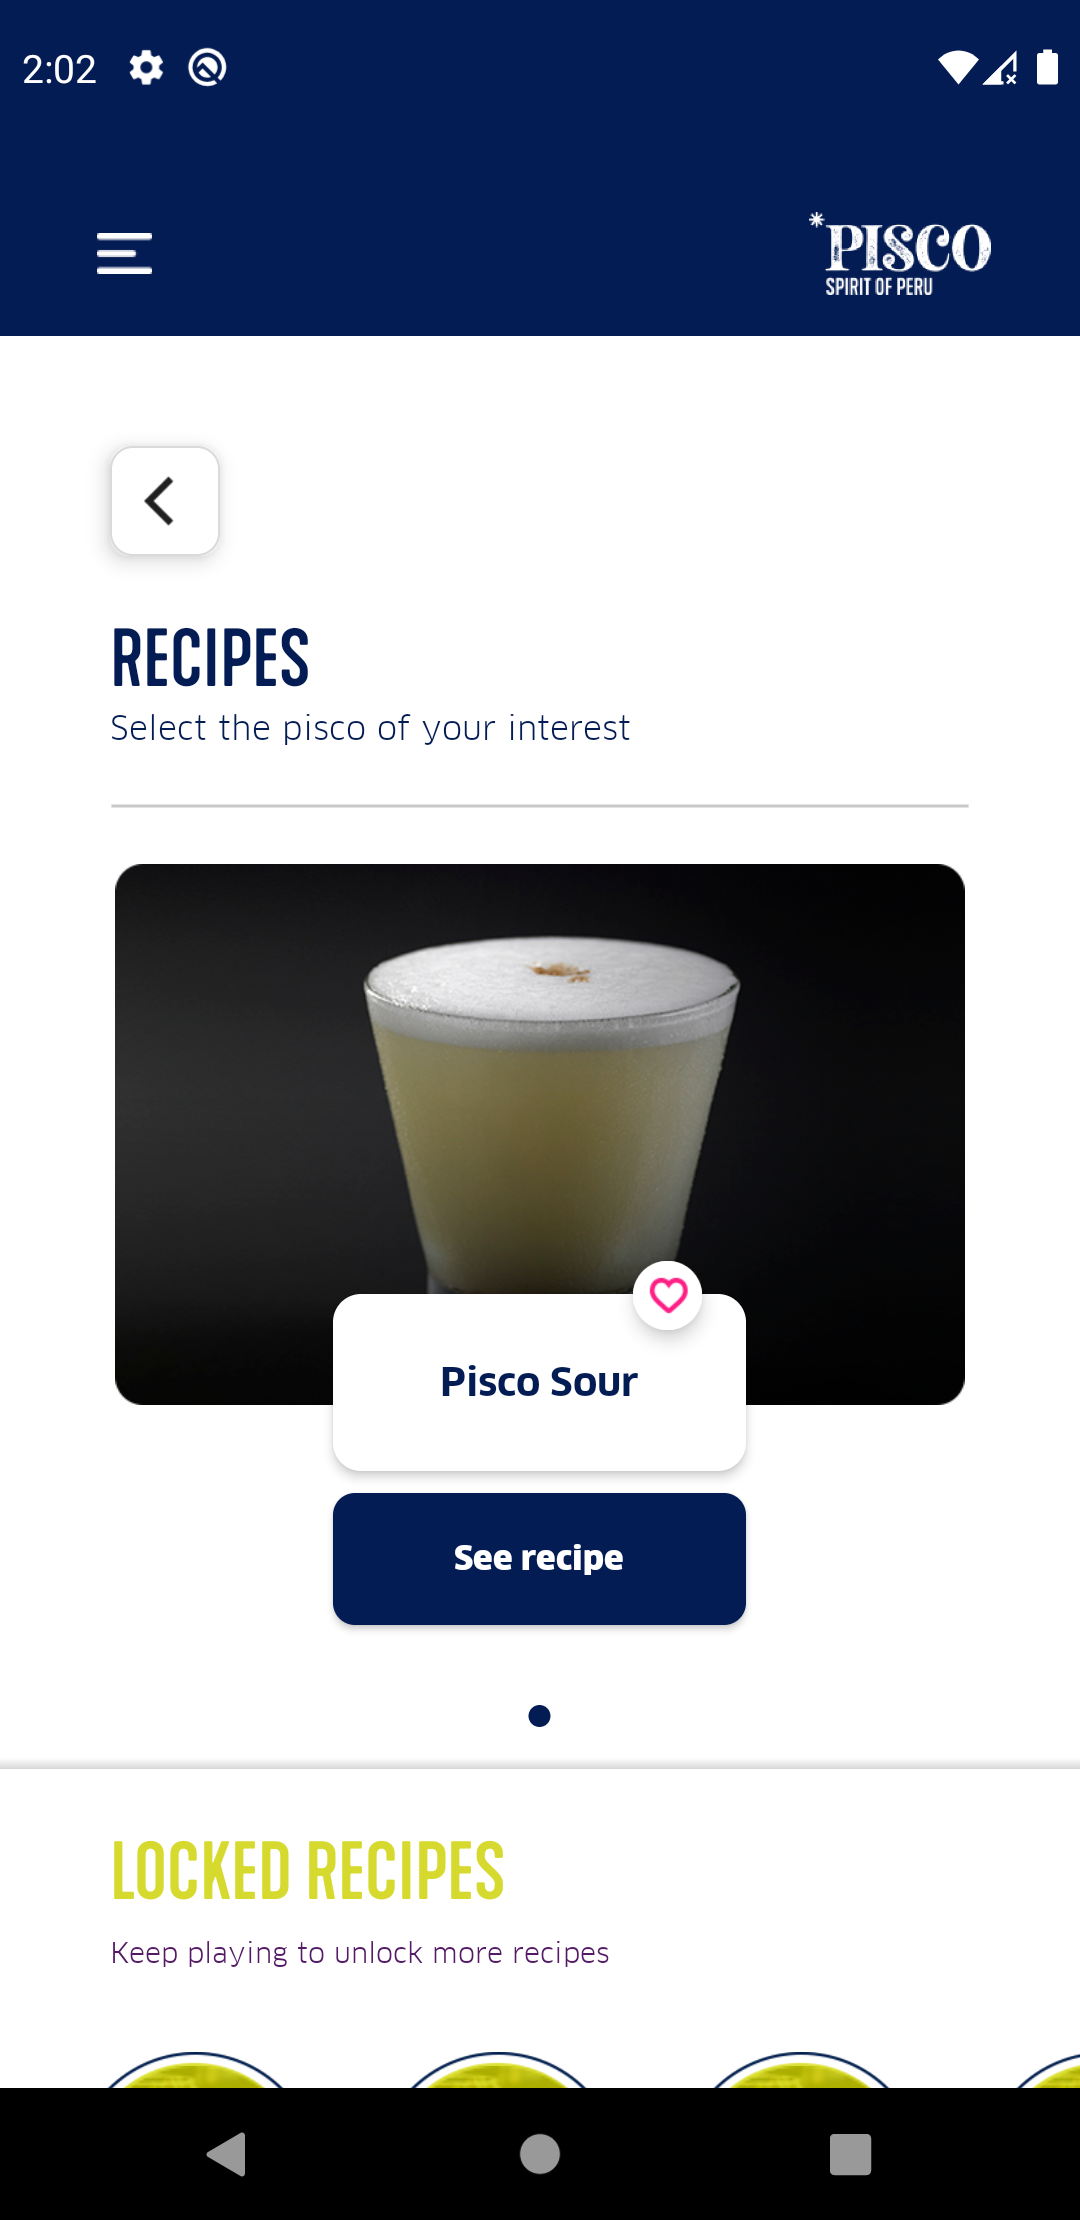 2:02
*PISCO
SPIRIT OF PERU
RECIPES
Select the pisco of your interest
Pisco Sour
See recipe
LOCKED RECIPES
Keep playing to unlock more recipes